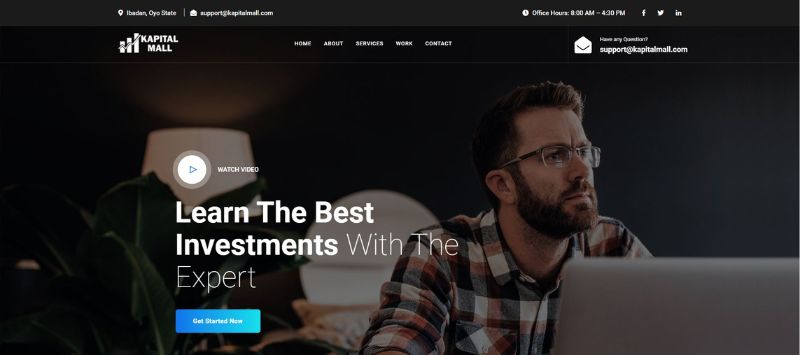 Ibadan, Oyo State
support@kapitalmall.com
Office Hours: 8:00 AM – 4:30 PM
KAPITAL
MALL
HOME ABOUT SERVICES WORK CONTACT
Have any Question?
support@kapitalmall.com
WATCH VIDEO
Learn The Best
Investments With The
Expert
Get Started Now